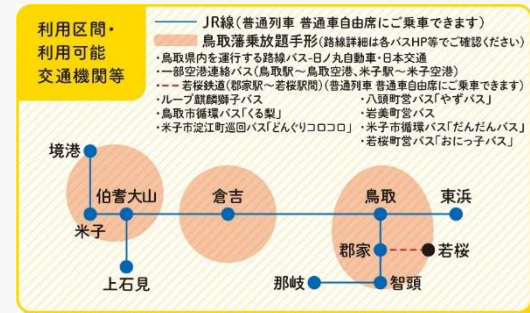 利用区間・
利用可能
交通機関等
JR線(普通列車 普通車自由席にご乗車できます)
鳥取藩乗放題手形(路線詳細は各バスHP等でご確認ください)
・鳥取県内を運行する路線バス-日ノ丸自動車・日本交通
・一部空港連絡バス(鳥取駅〜鳥取空港、米子駅〜米子空港)
若桜鉄道(郡家駅〜若桜駅間)(普通列車 普通車自由席にご乗車できます)
・ループ麒麟獅子バス ・八頭町営バス「やずバス」
・鳥取市循環バス「くる梨」 ・岩美町営バス
・米子市淀江町巡回バス「どんぐりコロコロ」 ・米子市循環バス「だんだんバス」
・若桜町営バス「おにっ子バス」
境港
伯耆大山 倉吉 鳥取 東浜
米子
郡家 若桜
上石見 那岐 智頭